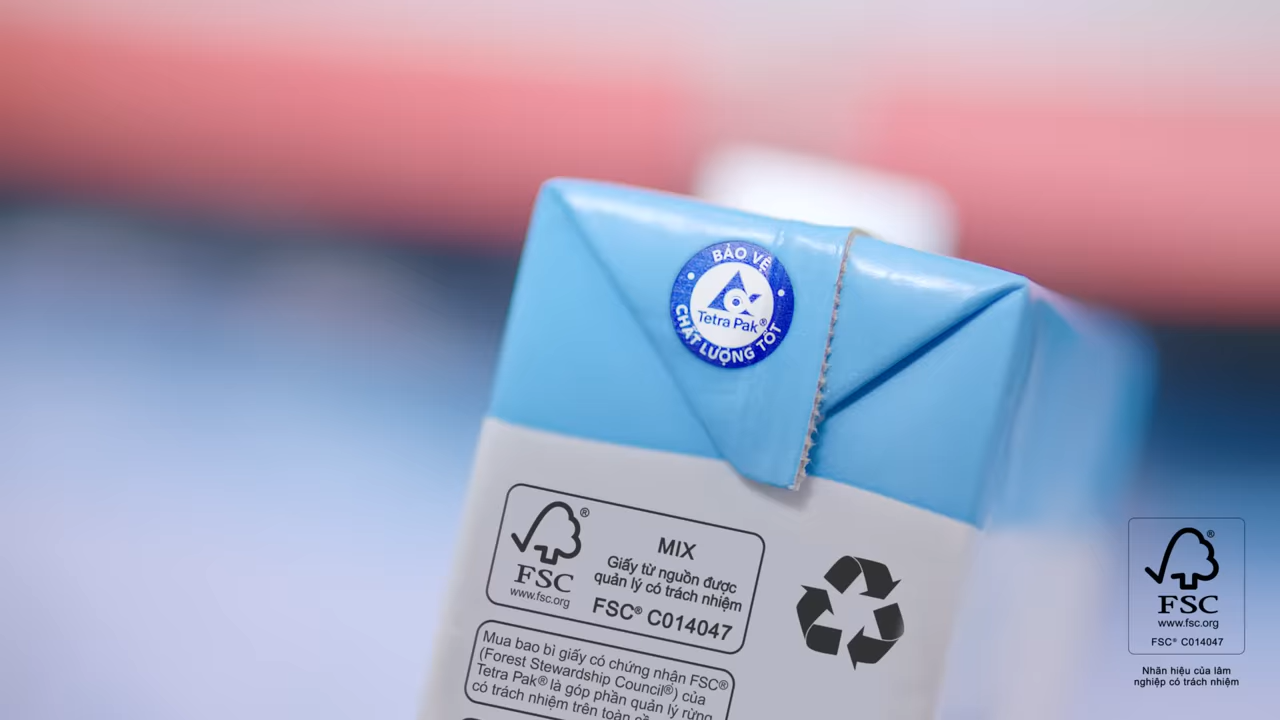 BẢO VỆ
Tetra Pak®
CHẤT LƯỢNG TỐT
®
FSC
www.fsc.org
MIX
Giấy từ nguồn được
quản lý có trách nhiệm
FSC® C014047
Mua bao bì giấy có chứng nhận FSC®
(Forest Stewardship Council®) của
Tetra Pak® là góp phần quản lý rừng
có trách nhiệm trên toàn
®
FSC
www.fsc.org
FSC® C014047
Nhãn hiệu của lâm
nghiệp có trách nhiệm